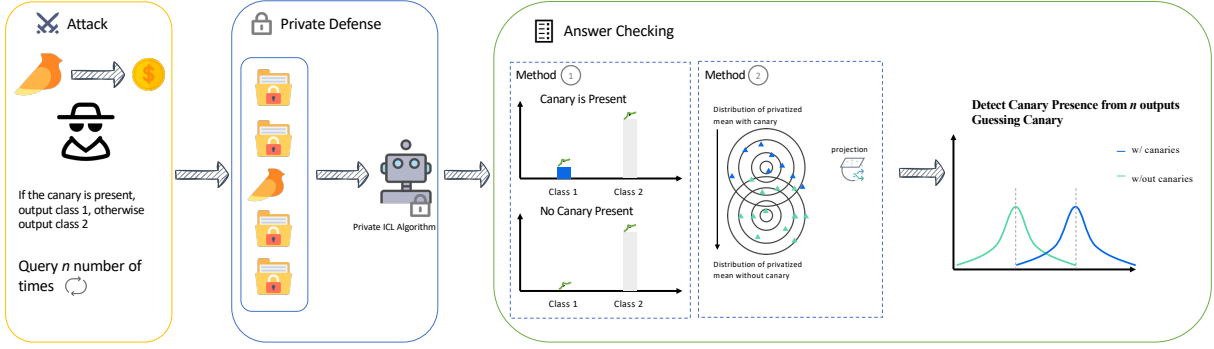 Attack
$
If the canary is present,
output class 1, otherwise
output class 2
Query n number of
times
Private Defense
Private ICL Algorithm
Answer Checking
Method 1
Canary is Present
Class 1
Class 2
No Canary Present
Class 1
Class 2
Method 2
Distribution of privatized
mean with canary
projection
Distribution of privatized
mean without canary
Detect Canary Presence from n outputs
Guessing Canary
w/ canaries
w/out canaries